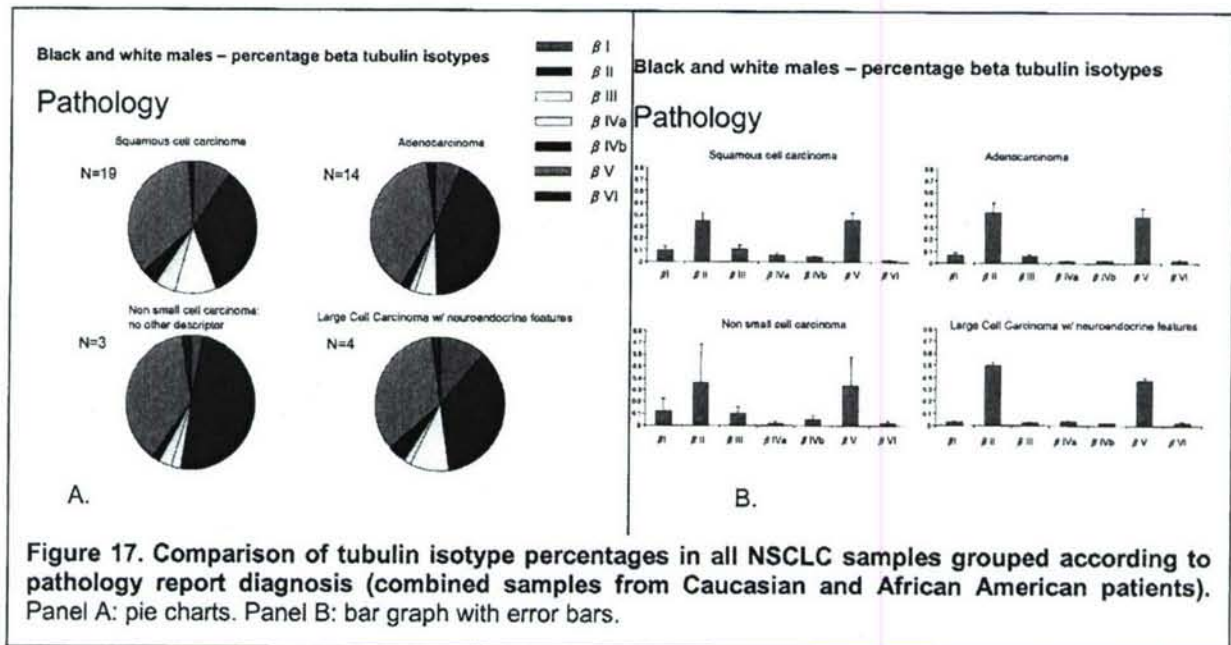 Black and white males – percentage beta tubulin isotypes
Pathology
β I
β II
β III
β IVa
β IVb
β V
β VI
Squamous cell carcinoma
N=19
Adenocarcinoma
N=14
Non small cell carcinoma:
no other descriptor
N=3
Large Cell Carcinoma w/ neuroendocrine features
N=4
A.
Black and white males – percentage beta tubulin isotypes
Pathology
Squamous cell carcinoma
βI β II β III β IVa β IVb β V β VI
Adenocarcinoma
βI β II β III β IVa β IVb β V β VI
Non small cell carcinoma
βI β II β III β IVa β IVb β V β VI
Large Cell Carcinoma w/ neuroendocrine features
βI β II β III β IVa β IVb β V β VI
B.
Figure 17. Comparison of tubulin isotype percentages in all NSCLC samples grouped according to
pathology report diagnosis (combined samples from Caucasian and African American patients).
Panel A: pie charts. Panel B: bar graph with error bars.